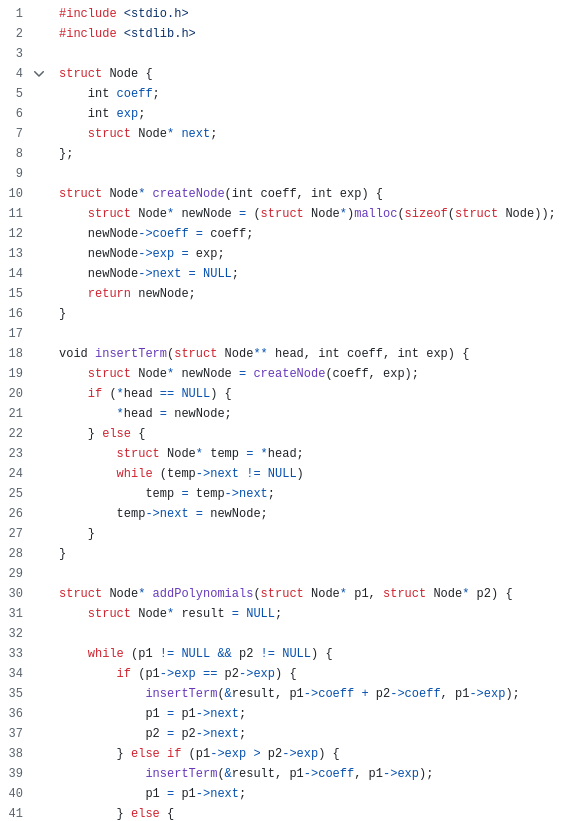 1 #include <stdio.h>
2 #include <stdlib.h>
3
4 struct Node {
5     int coeff;
6     int exp;
7     struct Node* next;
8 };
9
10 struct Node* createNode(int coeff, int exp) {
11     struct Node* newNode = (struct Node*)malloc(sizeof(struct Node));
12     newNode->coeff = coeff;
13     newNode->exp = exp;
14     newNode->next = NULL;
15     return newNode;
16 }
17
18 void insertTerm(struct Node** head, int coeff, int exp) {
19     struct Node* newNode = createNode(coeff, exp);
20     if (*head == NULL) {
21         *head = newNode;
22     } else {
23         struct Node* temp = *head;
24         while (temp->next != NULL)
25             temp = temp->next;
26         temp->next = newNode;
27     }
28 }
29
30 struct Node* addPolynomials(struct Node* p1, struct Node* p2) {
31     struct Node* result = NULL;
32
33     while (p1 != NULL && p2 != NULL) {
34         if (p1->exp == p2->exp) {
35             insertTerm(&result, p1->coeff + p2->coeff, p1->exp);
36             p1 = p1->next;
37             p2 = p2->next;
38         } else if (p1->exp > p2->exp) {
39             insertTerm(&result, p1->coeff, p1->exp);
40             p1 = p1->next;
41         } else {